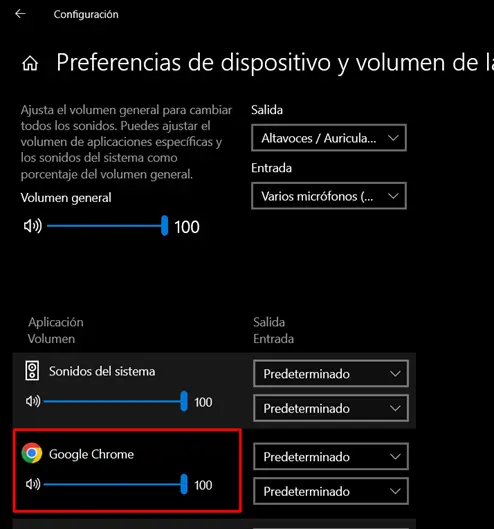 Configuración
Preferencias de dispositivo y volumen de la
Ajusta el volumen general para cambiar
todos los sonidos. Puedes ajustar el
volumen de aplicaciones específicas y
los sonidos del sistema como
porcentaje del volumen general.
Volumen general
100
Salida
Altavoces / Auricula...
Entrada
Varios micrófonos (...
Aplicación
Volumen
Salida
Entrada
Sonidos del sistema
100
Predeterminado
Predeterminado
Google Chrome
100
Predeterminado
Predeterminado